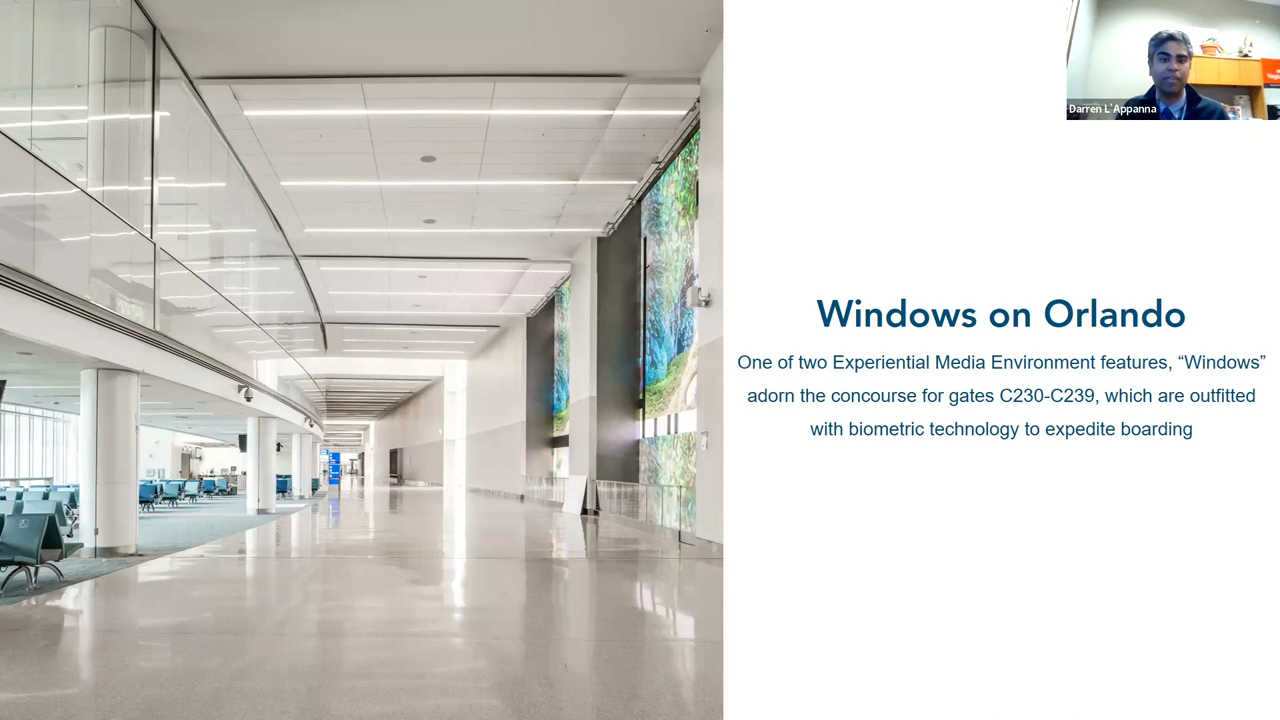 Darren L'Appanna
Windows on Orlando
One of two Experiential Media Environment features, “Windows”
adorn the concourse for gates C230-C239, which are outfitted
with biometric technology to expedite boarding